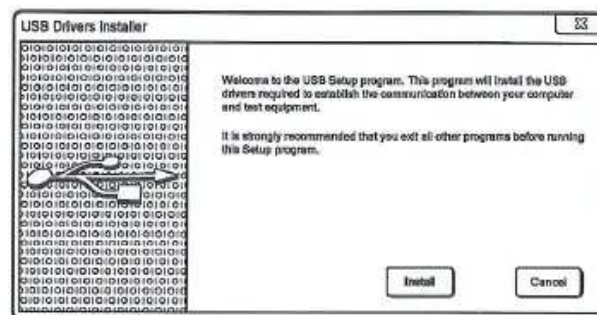 USB Drivers Installer
Welcome to the USB Setup program. This program will install the USB
drivers required to establish the communication between your computer
and test equipment.
It is strongly recommended that you exit all other programs before running
this Setup program.
Install
Cancel